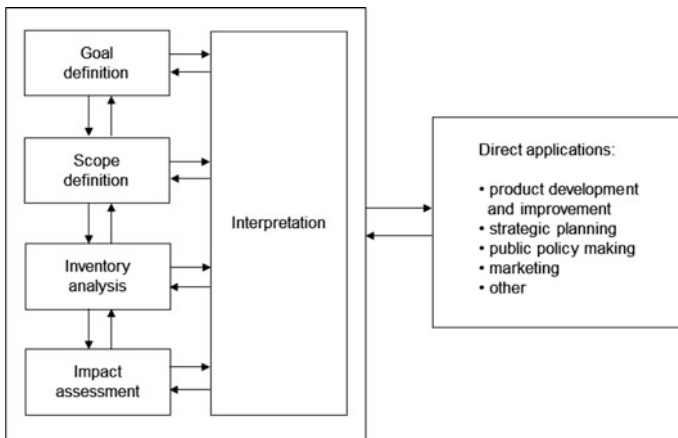 Goal
definition
Scope
definition
Inventory
analysis
Impact
assessment
Interpretation
Direct applications:
• product development
and improvement
• strategic planning
• public policy making
• marketing
• other